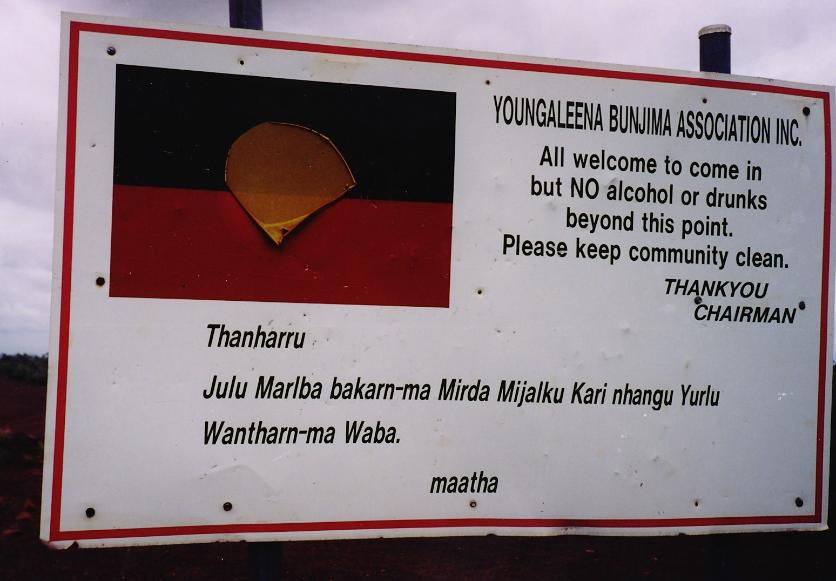 YOUNGALEENA BUNJIMA ASSOCIATION INC.
All welcome to come in
but NO alcohol or drunks
beyond this point.
Please keep community clean.
THANKYOU
CHAIRMAN
Thanharru
Julu Marlba bakarn-ma Mirda Mijalku Kari nhangu Yurlu
Wantharn-ma Waba.
maatha